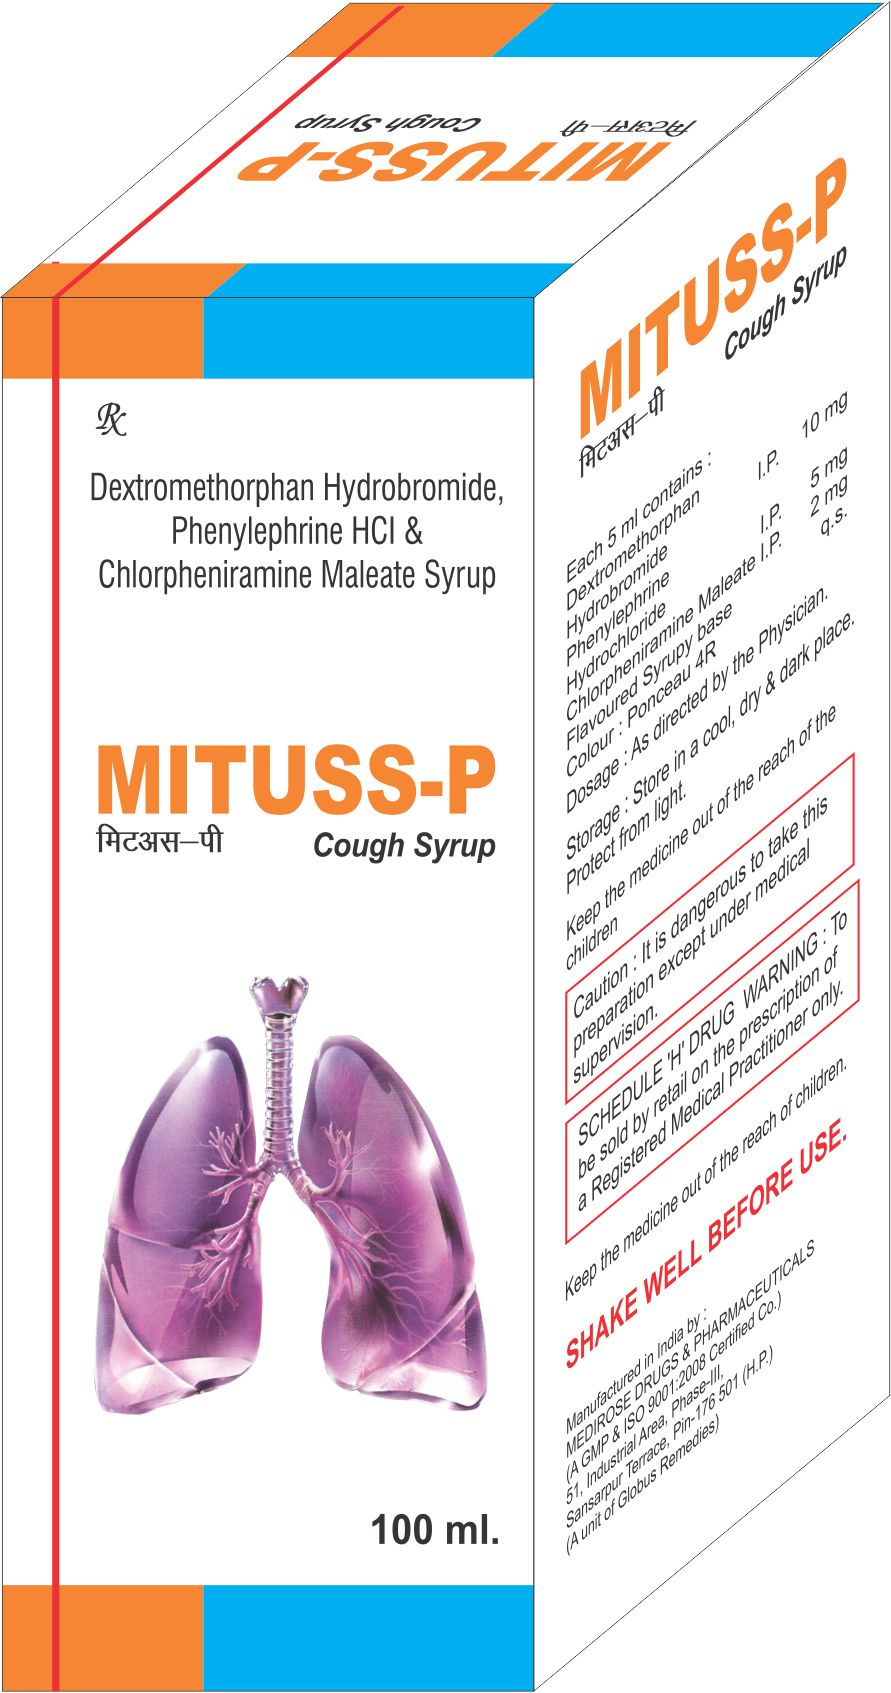 Cough Syrup
मिटअस–पी
MITUSS-P
Rx
Dextromethorphan Hydrobromide,
Phenylephrine HCl &
Chlorpheniramine Maleate Syrup
MITUSS-P
मिटअस–पी
Cough Syrup
100 ml.
MITUSS-P
मिटअस–पी
Cough Syrup
Each 5 ml contains :
Dextromethorphan
Hydrobromide I.P. 10 mg
Phenylephrine
Hydrochloride I.P. 5 mg
Chlorpheniramine Maleate I.P. 2 mg
Flavoured Syrupy base q.s.
Colour : Ponceau 4R
Dosage : As directed by the Physician.
Storage : Store in a cool, dry & dark place.
Protect from light.
Keep the medicine out of the reach of the
children
Caution : It is dangerous to take this
preparation except under medical
supervision.
SCHEDULE 'H' DRUG WARNING : To
be sold by retail on the prescription of
a Registered Medical Practitioner only.
Keep the medicine out of the reach of children.
SHAKE WELL BEFORE USE.
Manufactured in India by :
MEDIROSE DRUGS & PHARMACEUTICALS
(A GMP & ISO 9001:2008 Certified Co.)
51, Industrial Area, Phase-III,
Sansarpur Terrace, Pin-176 501 (H.P.)
(A unit of Globus Remedies)